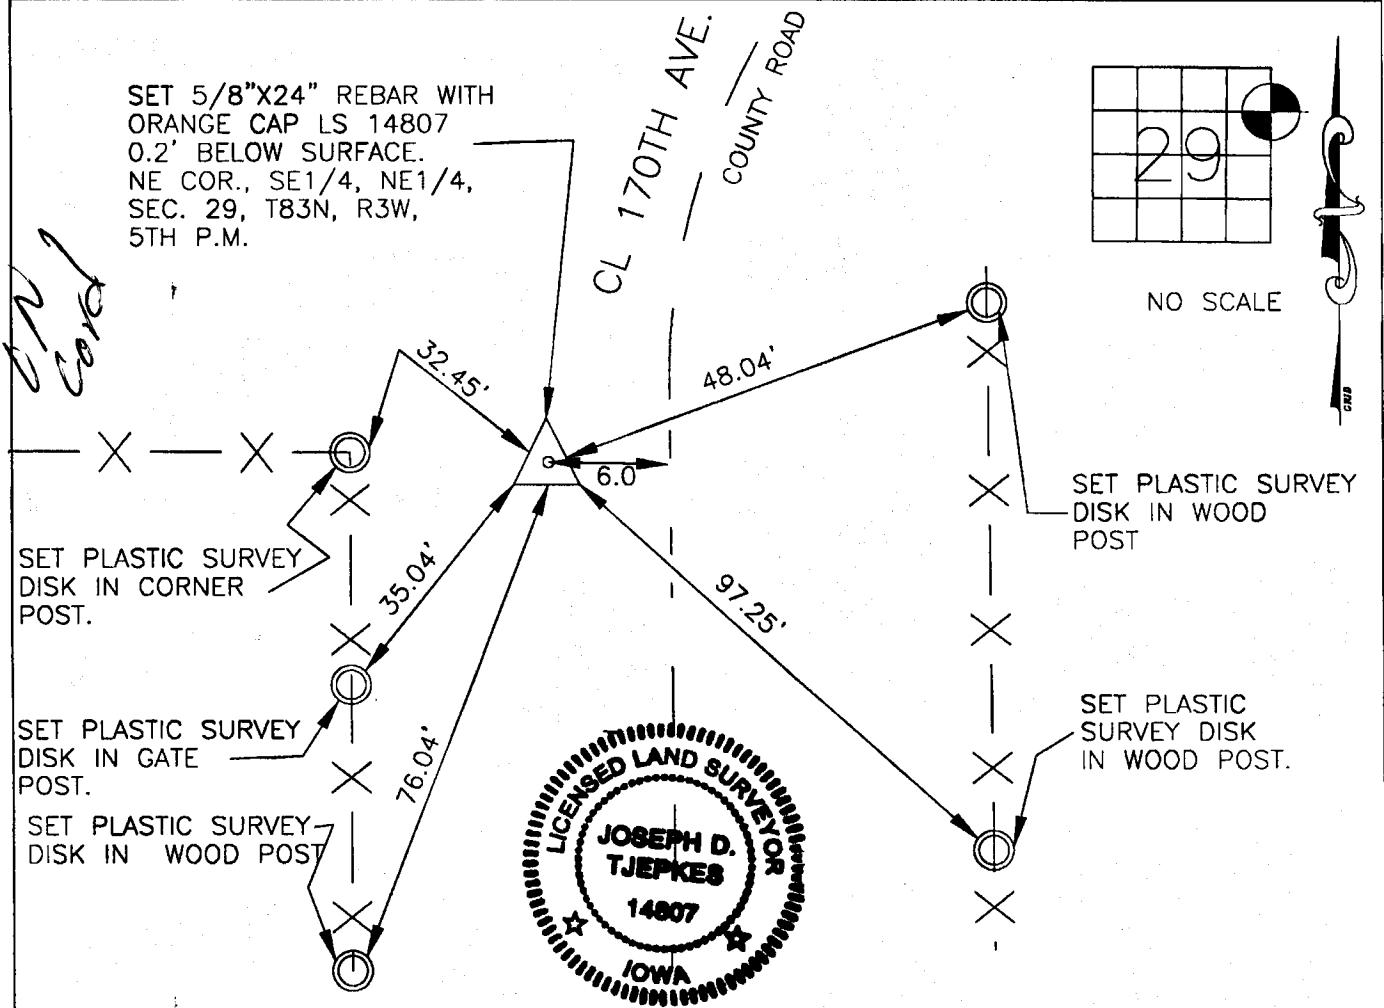 SET 5/8"X24" REBAR WITH
ORANGE CAP LS 14807
0.2' BELOW SURFACE.
NE COR., SE1/4, NE1/4,
SEC. 29, T83N, R3W,
5TH P.M.
CL 170TH AVE.
COUNTY ROAD
29
NO SCALE
GRID
32.45'
48.04'
6.0
35.04'
76.04'
97.25'
SET PLASTIC SURVEY
DISK IN CORNER
POST.
SET PLASTIC SURVEY
DISK IN WOOD
POST
SET PLASTIC SURVEY
DISK IN GATE
POST.
SET PLASTIC
SURVEY DISK
IN WOOD POST.
SET PLASTIC SURVEY
DISK IN WOOD POST
LICENSED LAND SURVEYOR
JOSEPH D.
TJEPKES
14807
IOWA